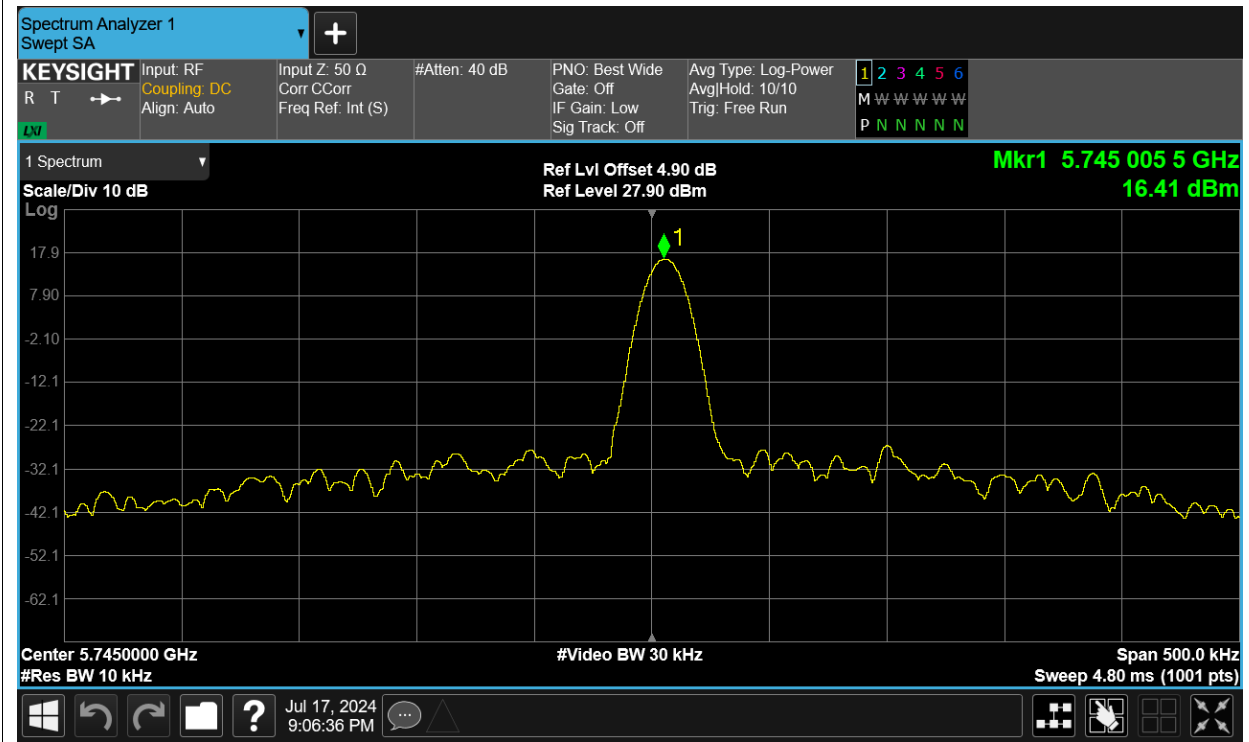 Spectrum Analyzer 1
Swept SA
KEYSIGHT
R T
LXI
Input: RF
Coupling: DC
Align: Auto
Input Z: 50 Ω
Corr CCorr
Freq Ref: Int (S)
#Atten: 40 dB
PNO: Best Wide
Gate: Off
IF Gain: Low
Sig Track: Off
Avg Type: Log-Power
Avg|Hold: 10/10
Trig: Free Run
1 2 3 4 5 6
M W W W W W
P N N N N N
1 Spectrum
Scale/Div 10 dB
Log
Ref Lvl Offset 4.90 dB
Ref Level 27.90 dBm
Mkr1 5.745 005 5 GHz
16.41 dBm
1
17.9
7.90
-2.10
-12.1
-22.1
-32.1
-42.1
-52.1
-62.1
Center 5.7450000 GHz
#Res BW 10 kHz
#Video BW 30 kHz
Span 500.0 kHz
Sweep 4.80 ms (1001 pts)
?
Jul 17, 2024
9:06:36 PM